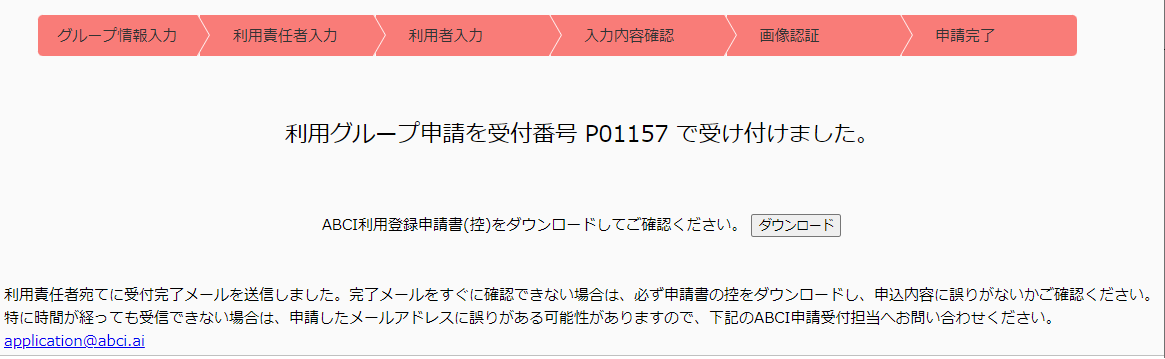 グループ情報入力
利用責任者入力
利用者入力
入力内容確認
画像認証
申請完了
利用グループ申請を受付番号 P01157 で受け付けました。
ABCI利用登録申請書(控)をダウンロードしてご確認ください。 ダウンロード
利用責任者宛てに受付完了メールを送信しました。完了メールをすぐに確認できない場合は、必ず申請書の控をダウンロードし、申込内容に誤りがないかご確認ください。
特に時間が経っても受信できない場合は、申請したメールアドレスに誤りがある可能性がありますので、下記のABCI申請受付担当へお問い合わせください。
application@abci.ai